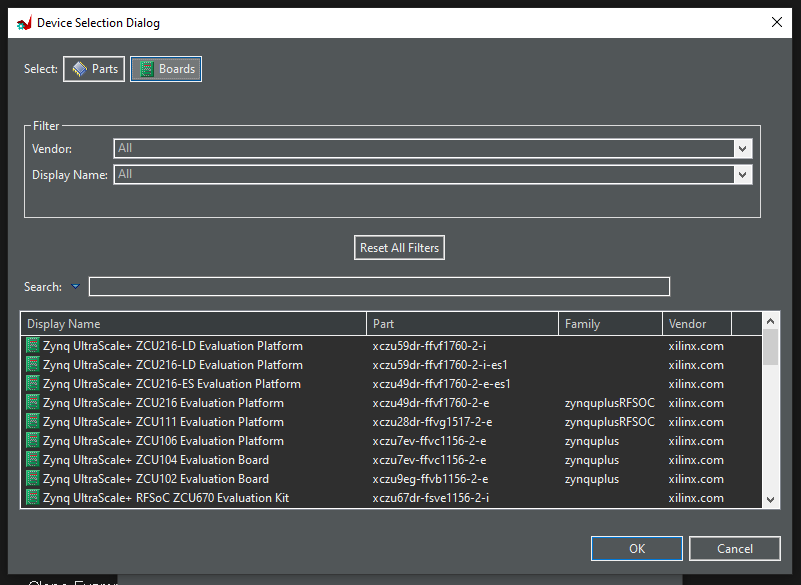 Device Selection Dialog
Select: Parts Boards
Filter
Vendor: All
Display Name: All
Reset All Filters
Search:
Display Name Part Family Vendor
Zynq UltraScale+ ZCU216-LD Evaluation Platform xczu59dr-ffvf1760-2-i xilinx.com
Zynq UltraScale+ ZCU216-LD Evaluation Platform xczu59dr-ffvf1760-2-i-es1 xilinx.com
Zynq UltraScale+ ZCU216-ES Evaluation Platform xczu49dr-ffvf1760-2-e-es1 xilinx.com
Zynq UltraScale+ ZCU216 Evaluation Platform xczu49dr-ffvf1760-2-e zynquplusRFSOC xilinx.com
Zynq UltraScale+ ZCU111 Evaluation Platform xczu28dr-ffvg1517-2-e zynquplusRFSOC xilinx.com
Zynq UltraScale+ ZCU106 Evaluation Platform xczu7ev-ffvc1156-2-e zynquplus xilinx.com
Zynq UltraScale+ ZCU104 Evaluation Board xczu7ev-ffvc1156-2-e zynquplus xilinx.com
Zynq UltraScale+ ZCU102 Evaluation Board xczu9eg-ffvb1156-2-e zynquplus xilinx.com
Zynq UltraScale+ RFSoC ZCU670 Evaluation Kit xczu67dr-fsve1156-2-i xilinx.com
OK Cancel